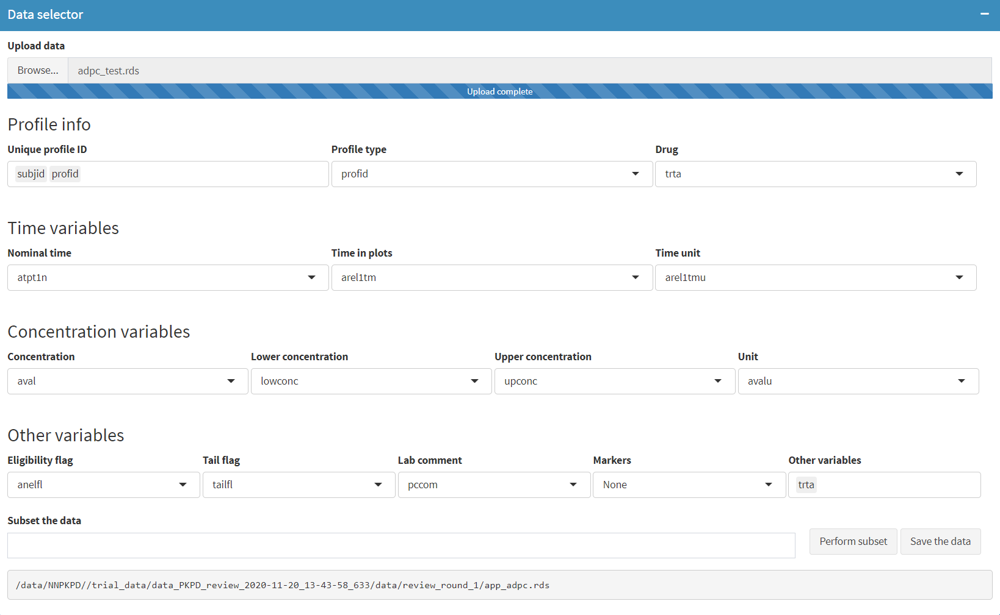 Data selector
Upload data
Browse... adpc_test.rds
Upload complete
Profile info
Unique profile ID Profile type Drug
subjid profid profid trta
Time variables
Nominal time Time in plots Time unit
atpt1n arel1tm arel1tmu
Concentration variables
Concentration Lower concentration Upper concentration Unit
aval lowconc upconc avalu
Other variables
Eligibility flag Tail flag Lab comment Markers Other variables
anelfl tailfl pccom None trta
Subset the data
Perform subset Save the data
/data/NNPKPD//trial_data/data_PKPD_review_2020-11-20_13-43-58_633/data/review_round_1/app_adpc.rds